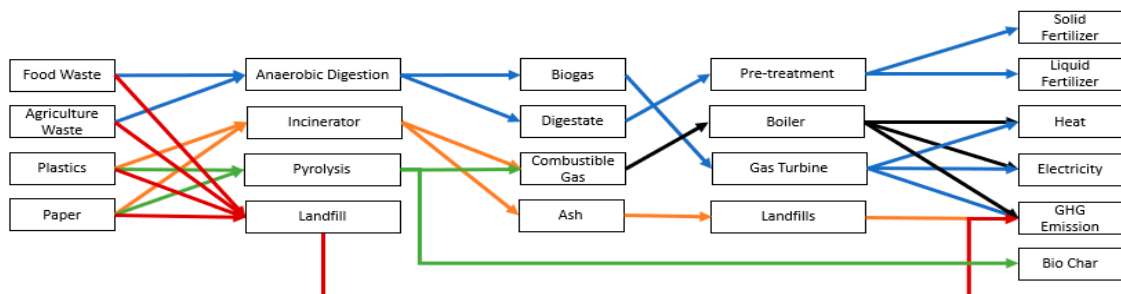 Solid
Fertilizer
Food Waste
Anaerobic Digestion
Biogas
Pre-treatment
Liquid
Fertilizer
Agriculture
Waste
Incinerator
Digestate
Boiler
Heat
Plastics
Pyrolysis
Combustible
Gas
Gas Turbine
Electricity
Paper
Landfill
Ash
Landfills
GHG
Emission
Bio Char